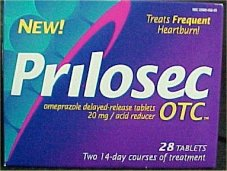 NEW!
Treats Frequent
Heartburn!
Prilosec
omeprazole delayed-release tablets
20 mg / acid reducer
OTC™
28 TABLETS
Two 14-day courses of treatment